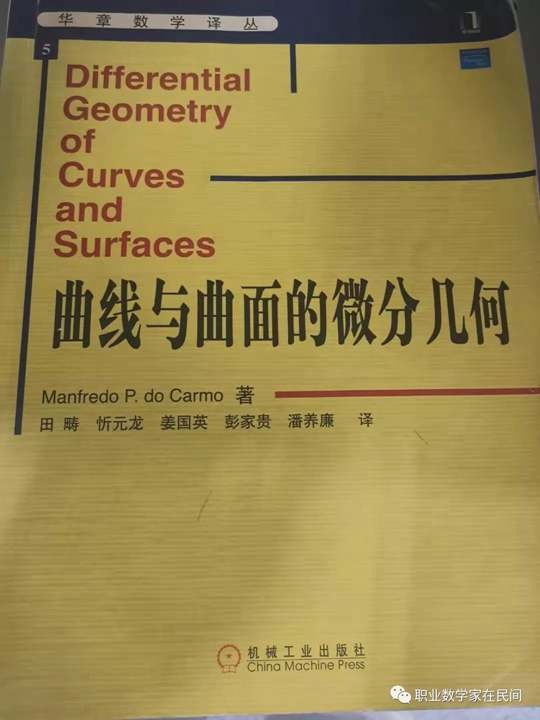 华章数学译丛
5
Differential
Geometry
of
Curves
and
Surfaces
曲线与曲面的微分几何
Manfredo P. do Carmo 著
田畴 忻元龙 姜国英 彭家贵 潘养廉 译
机械工业出版社
China Machine Press
职业数学家在民间